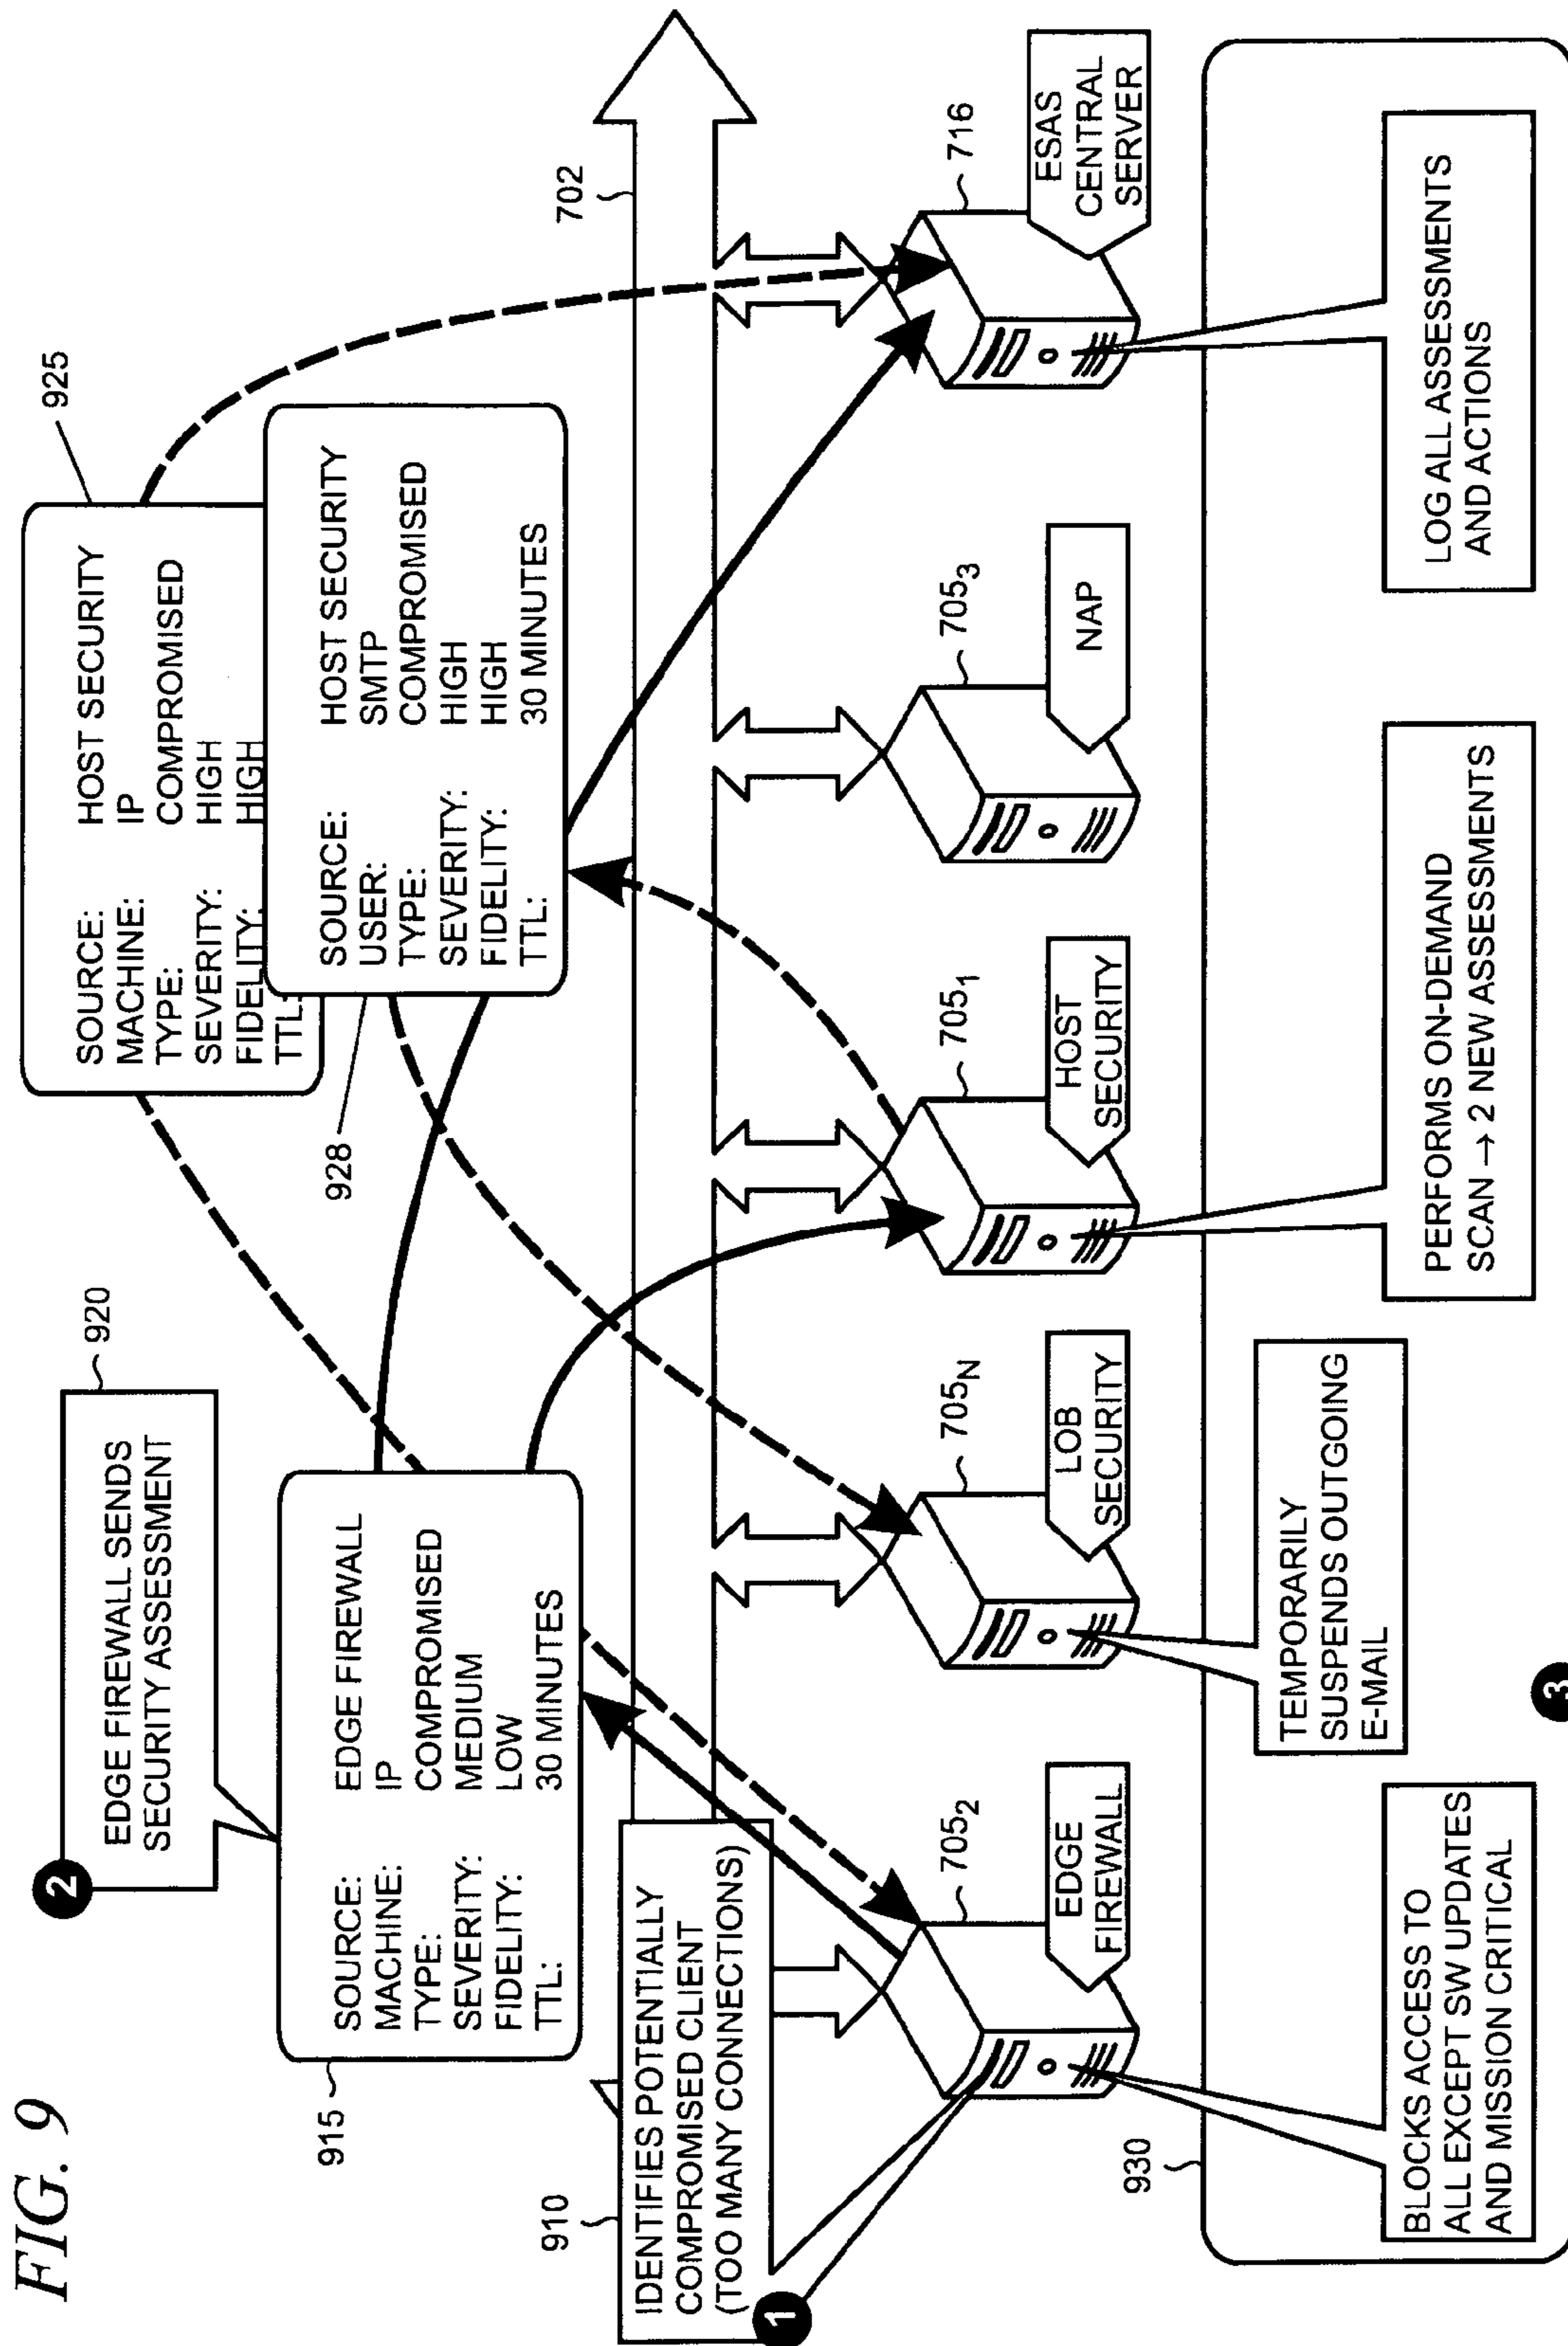 FIG. 9
2
EDGE FIREWALL SENDS
SECURITY ASSESSMENT
920
915
SOURCE: EDGE FIREWALL
MACHINE: IP
TYPE: COMPROMISED
SEVERITY: MEDIUM
FIDELITY: LOW
TTL: 30 MINUTES
925
SOURCE: HOST SECURITY
MACHINE: IP
TYPE: COMPROMISED
SEVERITY: HIGH
FIDELITY: HIGH
TTL:
928
SOURCE: HOST SECURITY
USER: SMTP
TYPE: COMPROMISED
SEVERITY: HIGH
FIDELITY: HIGH
TTL: 30 MINUTES
910
IDENTIFIES POTENTIALLY
COMPROMISED CLIENT
(TOO MANY CONNECTIONS)
1
702
7052
EDGE
FIREWALL
705N
LOB
SECURITY
7051
HOST
SECURITY
7053
NAP
716
ESAS
CENTRAL
SERVER
930
BLOCKS ACCESS TO
ALL EXCEPT SW UPDATES
AND MISSION CRITICAL
TEMPORARILY
SUSPENDS OUTGOING
E-MAIL
PERFORMS ON-DEMAND
SCAN → 2 NEW ASSESSMENTS
LOG ALL ASSESSMENTS
AND ACTIONS
3